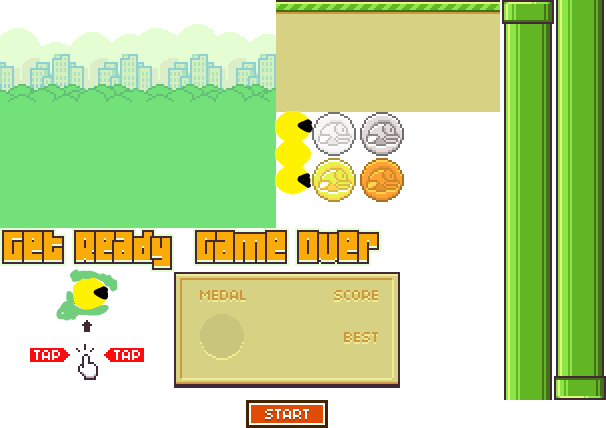 Get Ready Game Over
MEDAL SCORE
BEST
TAP TAP
START